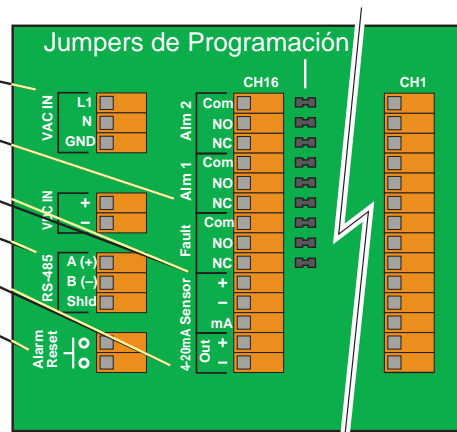 Jumpers de Programación
CH16
CH1
VAC IN
L1
N
GND
VDC IN
+
–
RS-485
A (+)
B (–)
Shld
Alarm
Reset
Alm 2
Com
NO
NC
Alm 1
Com
NO
NC
Fault
Com
NO
NC
4-20mA Sensor
+
–
mA
Out
+
–